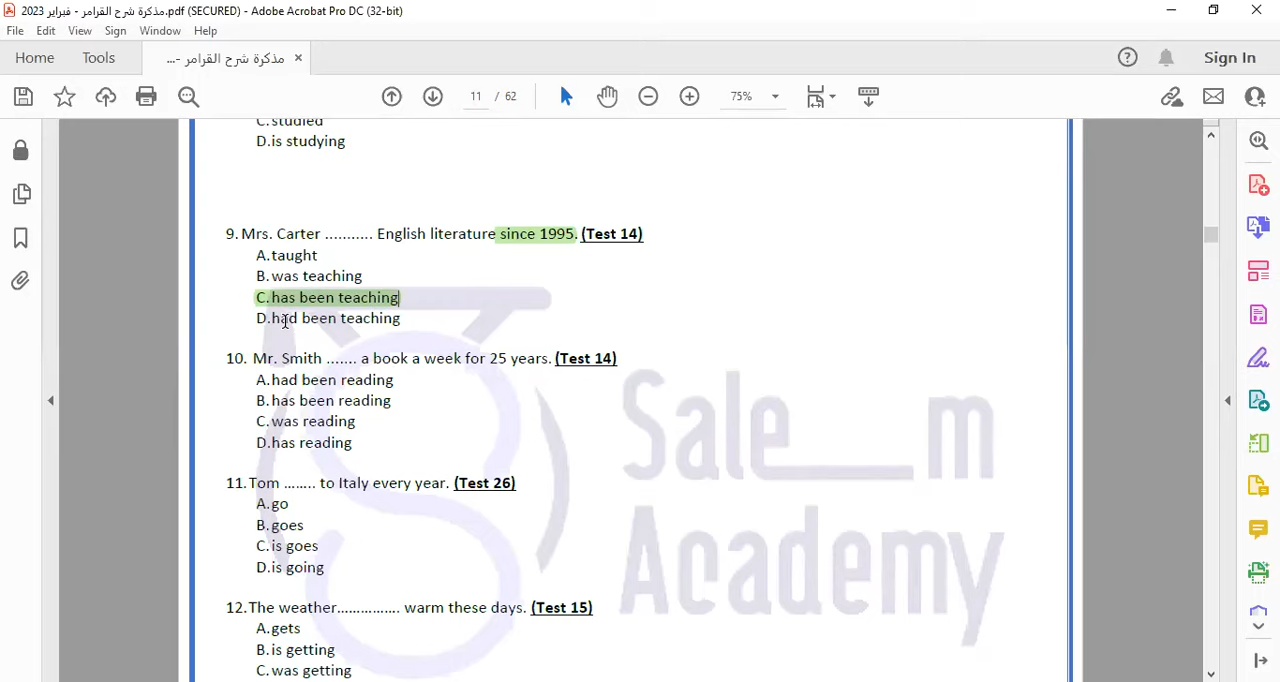 مذكرة شرح القرامر - فبراير 2023.pdf (SECURED) - Adobe Acrobat Pro DC (32-bit)
File Edit View Sign Window Help
Home Tools مذكرة شرح القرامر -... × Sign In
11 / 62 75%
C.studied
D.is studying
9. Mrs. Carter ........... English literature since 1995. (Test 14)
A.taught
B.was teaching
C.has been teaching
D.had been teaching
10. Mr. Smith ....... a book a week for 25 years. (Test 14)
A.had been reading
B.has been reading
C.was reading
D.has reading
11.Tom ........ to Italy every year. (Test 26)
A.go
B.goes
C.is goes
D.is going
12.The weather................ warm these days. (Test 15)
A.gets
B.is getting
C.was getting
Sale__m
Academy